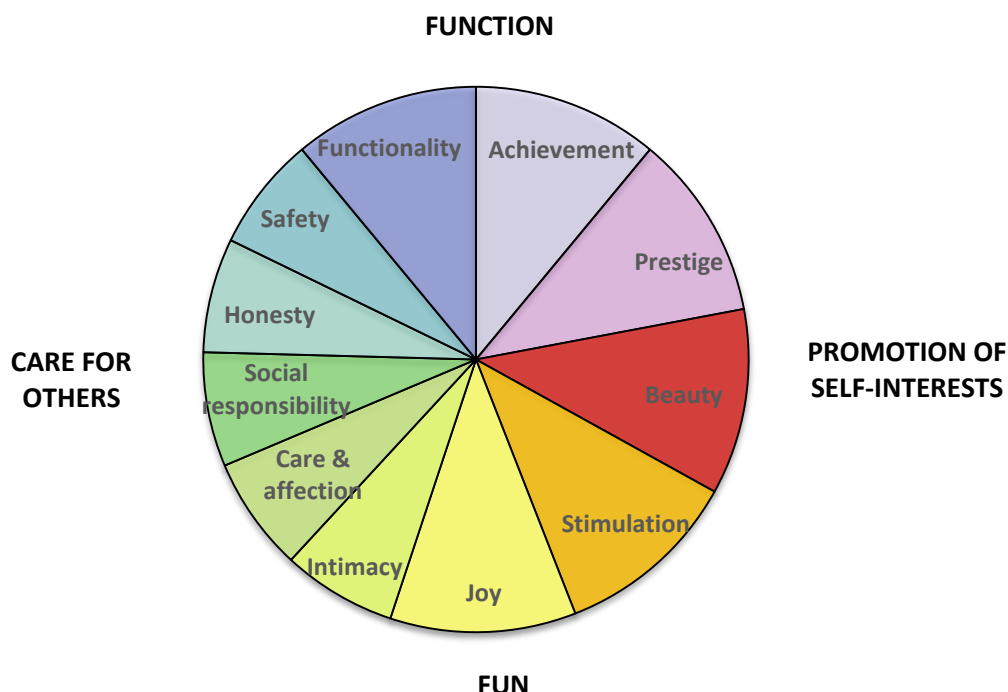 FUNCTION
Functionality
Achievement
Safety
Prestige
Honesty
CARE FOR
OTHERS
PROMOTION OF
SELF-INTERESTS
Social
responsibility
Beauty
Care &
affection
Stimulation
Intimacy
Joy
FUN